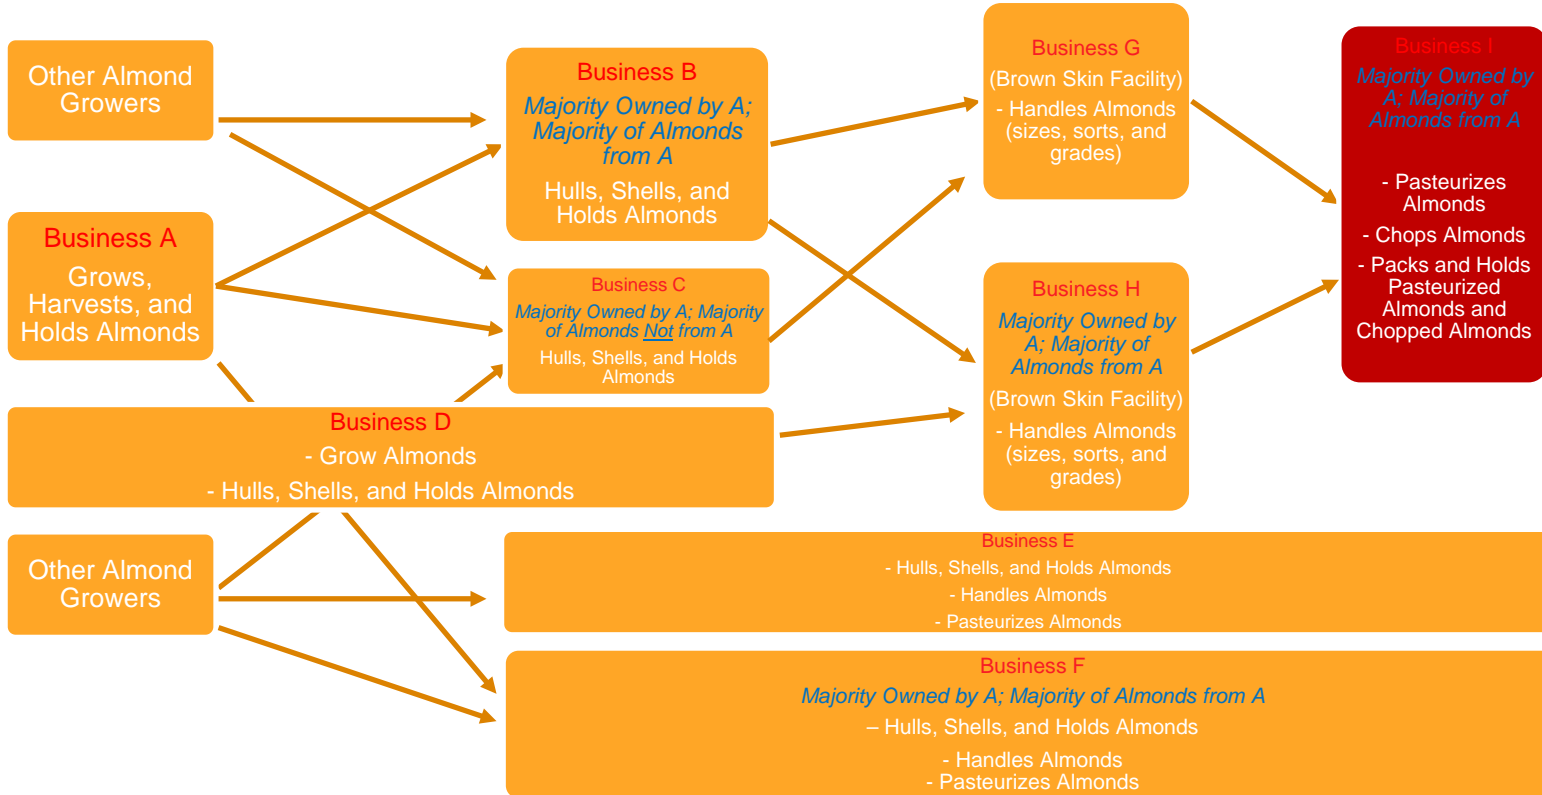 Other Almond
Growers
Business A
Grows,
Harvests, and
Holds Almonds
Business B
Majority Owned by A;
Majority of Almonds
from A
Hulls, Shells, and
Holds Almonds
Business C
Majority Owned by A; Majority
of Almonds Not from A
Hulls, Shells, and Holds
Almonds
Business D
- Grow Almonds
- Hulls, Shells, and Holds Almonds
Other Almond
Growers
Business E
- Hulls, Shells, and Holds Almonds
- Handles Almonds
- Pasteurizes Almonds
Business F
Majority Owned by A; Majority of Almonds from A
– Hulls, Shells, and Holds Almonds
- Handles Almonds
- Pasteurizes Almonds
Business G
(Brown Skin Facility)
- Handles Almonds
(sizes, sorts, and
grades)
Business H
Majority Owned by
A; Majority of
Almonds from A
(Brown Skin Facility)
- Handles Almonds
(sizes, sorts, and
grades)
Business I
Majority Owned by
A; Majority of
Almonds from A
- Pasteurizes
Almonds
- Chops Almonds
- Packs and Holds
Pasteurized
Almonds and
Chopped Almonds